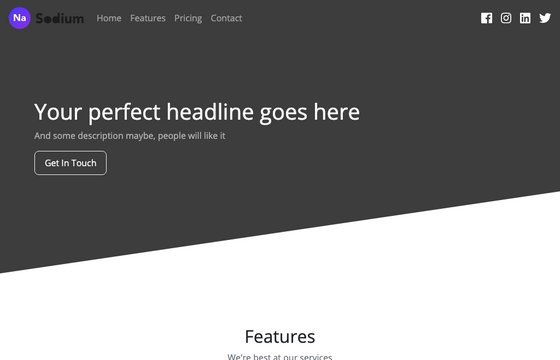 Na Sodium Home Features Pricing Contact
Your perfect headline goes here
And some description maybe, people will like it
Get In Touch
Features
We're best at our services